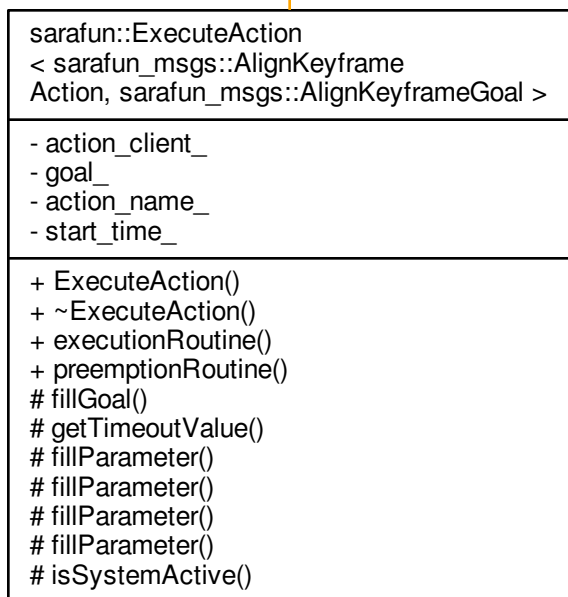 sarafun::ExecuteAction
< sarafun_msgs::AlignKeyframe
Action, sarafun_msgs::AlignKeyframeGoal >
- action_client_
- goal_
- action_name_
- start_time_
+ ExecuteAction()
+ ~ExecuteAction()
+ executionRoutine()
+ preemptionRoutine()
# fillGoal()
# getTimeoutValue()
# fillParameter()
# fillParameter()
# fillParameter()
# fillParameter()
# isSystemActive()